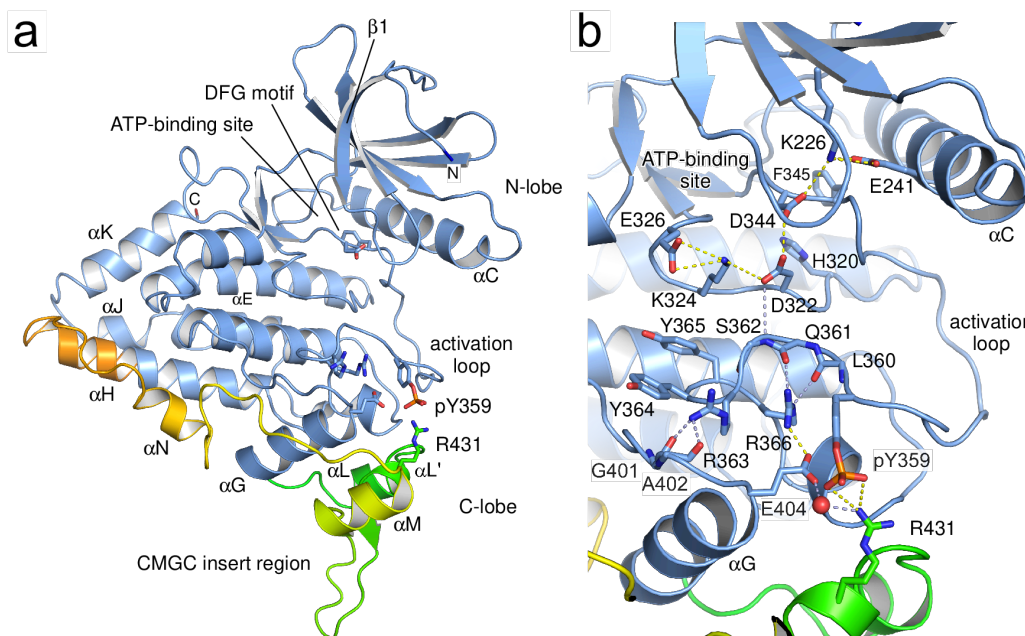 a
β1
DFG motif
ATP-binding site
N
N-lobe
C
αK
αC
αJ
αE
activation
loop
αH
pY359
αN
R431
αG
αL
αL'
C-lobe
αM
CMGC insert region
b
K226
ATP-binding
site
F345
E241
E326
D344
αC
H320
K324
D322
Y365
S362
Q361
activation
loop
L360
Y364
R366
R363
pY359
G401
A402
E404
R431
αG